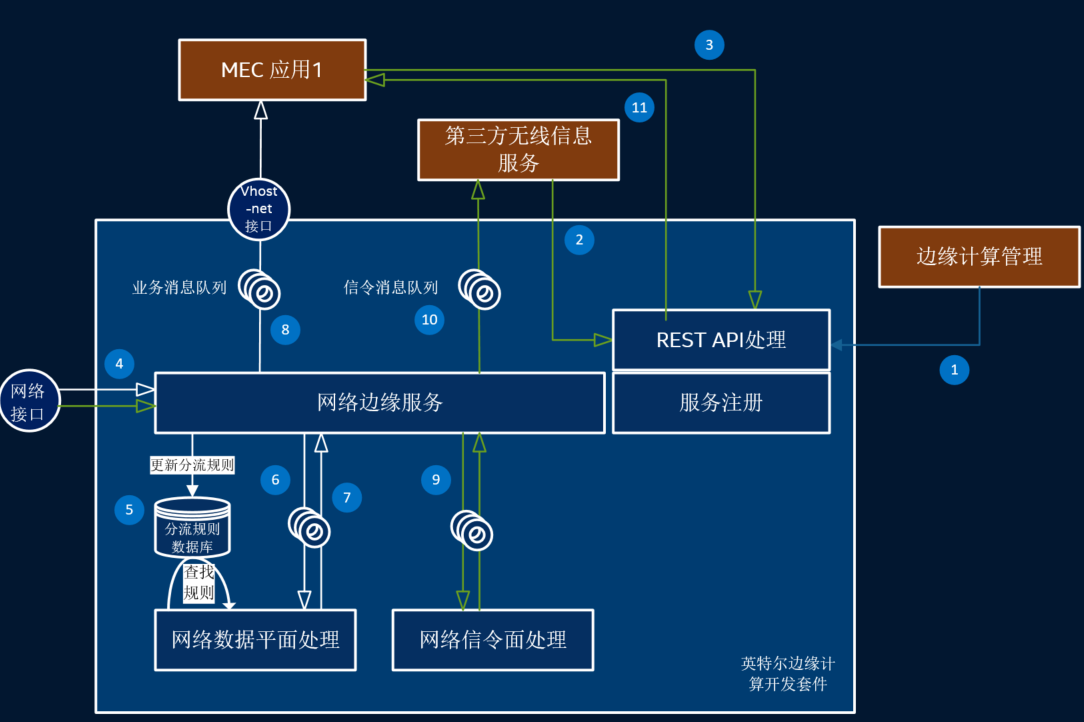 3
MEC 应用1
11
第三方无线信息
服务
Vhost
-net
接口
2
边缘计算管理
业务消息队列
信令消息队列
8
10
REST API处理
4
1
网络
接口
网络边缘服务
服务注册
更新分流规则
6
7
9
5
分流规则
数据库
查找
规则
网络数据平面处理
网络信令面处理
英特尔边缘计
算开发套件